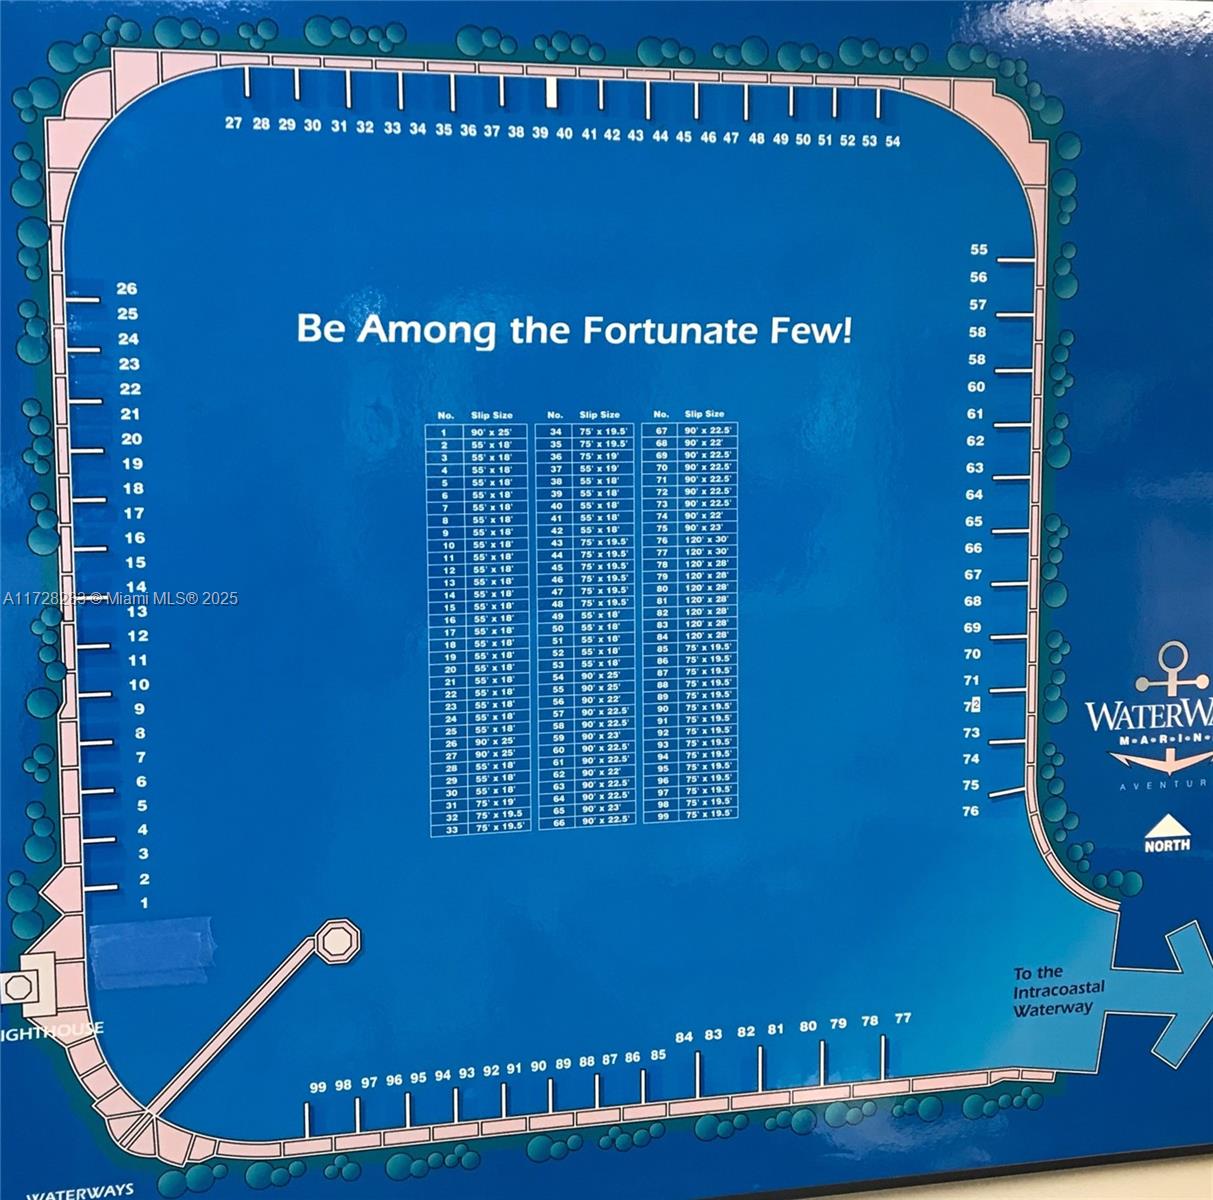 27 28 29 30 31 32 33 34 35 36 37 38 39 40 41 42 43 44 45 46 47 48 49 50 51 52 53 54
26
25
24
23
22
21
20
19
18
17
16
15
14
13
12
11
10
9
8
7
6
5
4
3
2
1
A11728263 © Miami MLS® 2025
Be Among the Fortunate Few!
No. Slip Size No. Slip Size No. Slip Size
1 90' x 25' 34 75' x 19.5' 67 90' x 22.5'
2 55' x 18' 35 75' x 19.5' 68 90' x 22'
3 55' x 18' 36 75' x 19' 69 90' x 22.5'
4 55' x 18' 37 55' x 19' 70 90' x 22.5'
5 55' x 18' 38 55' x 18' 71 90' x 22.5'
6 55' x 18' 39 55' x 18' 72 90' x 22.5'
7 55' x 18' 40 55' x 18' 73 90' x 22.5'
8 55' x 18' 41 55' x 18' 74 90' x 22'
9 55' x 18' 42 55' x 18' 75 90' x 23'
10 55' x 18' 43 75' x 19.5' 76 120' x 30'
11 55' x 18' 44 75' x 19.5' 77 120' x 30'
12 55' x 18' 45 75' x 19.5' 78 120' x 28'
13 55' x 18' 46 75' x 19.5' 79 120' x 28'
14 55' x 18' 47 75' x 19.5' 80 120' x 28'
15 55' x 18' 48 75' x 19.5' 81 120' x 28'
16 55' x 18' 49 55' x 18' 82 120' x 28'
17 55' x 18' 50 55' x 18' 83 120' x 28'
18 55' x 18' 51 55' x 18' 84 120' x 28'
19 55' x 18' 52 55' x 18' 85 75' x 19.5'
20 55' x 18' 53 55' x 18' 86 75' x 19.5'
21 55' x 18' 54 90' x 25' 87 75' x 19.5'
22 55' x 18' 55 90' x 25' 88 75' x 19.5'
23 55' x 18' 56 90' x 22' 89 75' x 19.5'
24 55' x 18' 57 90' x 22.5' 90 75' x 19.5'
25 55' x 18' 58 90' x 22.5' 91 75' x 19.5'
26 90' x 25' 59 90' x 23' 92 75' x 19.5'
27 90' x 25' 60 90' x 22.5' 93 75' x 19.5'
28 55' x 18' 61 90' x 22.5' 94 75' x 19.5'
29 55' x 18' 62 90' x 22' 95 75' x 19.5'
30 55' x 18' 63 90' x 22.5' 96 75' x 19.5'
31 75' x 19' 64 90' x 22.5' 97 75' x 19.5'
32 75' x 19.5 65 90' x 23' 98 75' x 19.5'
33 75' x 19.5' 66 90' x 22.5' 99 75' x 19.5'
55
56
57
58
58
60
61
62
63
64
65
66
67
68
69
70
71
72
73
74
75
76
WATERWA
M•A•R•I•N•
AVENTUR
NORTH
To the
Intracoastal
Waterway
IGHTHOUSE
99 98 97 96 95 94 93 92 91 90 89 88 87 86 85 84 83 82 81 80 79 78 77
WATERWAYS